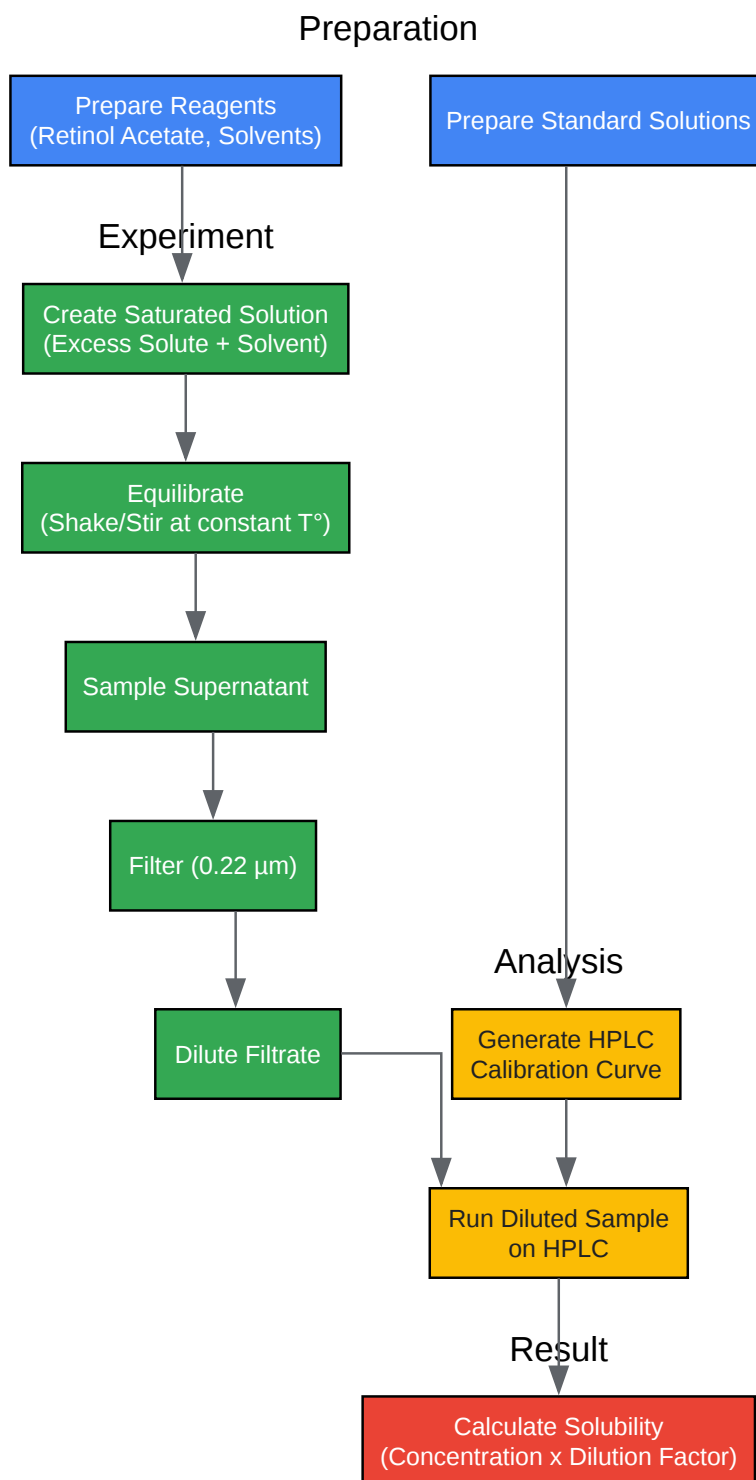 Preparation
Prepare Reagents
(Retinol Acetate, Solvents)
Prepare Standard Solutions
Experiment
Create Saturated Solution
(Excess Solute + Solvent)
Equilibrate
(Shake/Stir at constant T°)
Sample Supernatant
Filter (0.22 µm)
Dilute Filtrate
Analysis
Generate HPLC
Calibration Curve
Run Diluted Sample
on HPLC
Result
Calculate Solubility
(Concentration x Dilution Factor)